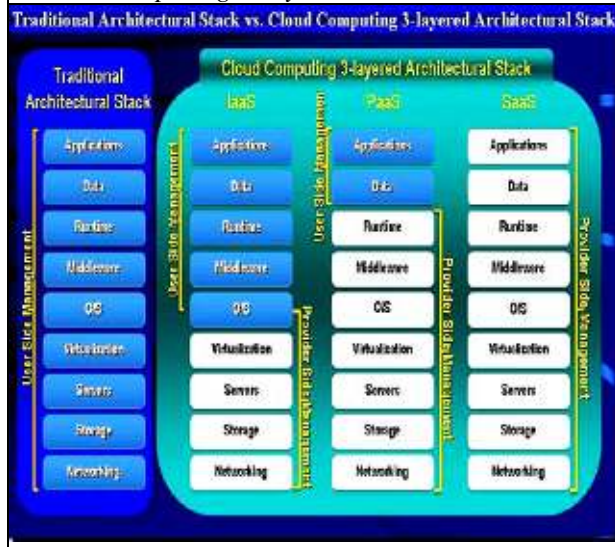 Traditional Architectural Stack vs. Cloud Computing 3-layered Architectural Stack
Traditional
Architectural Stack
Cloud Computing 3-layered Architectural Stack
IaaS
PaaS
SaaS
User Side Management
Applications
Data
Runtime
Middleware
O/S
Virtualization
Servers
Storage
Networking
User Side Management
Applications
Data
Runtime
Middleware
O/S
Virtualization
Servers
Storage
Networking
Provider Side Management
User Side Management
Applications
Data
Runtime
Middleware
O/S
Virtualization
Servers
Storage
Networking
Provider Side Management
Applications
Data
Runtime
Middleware
O/S
Virtualization
Servers
Storage
Networking
Provider Side Management